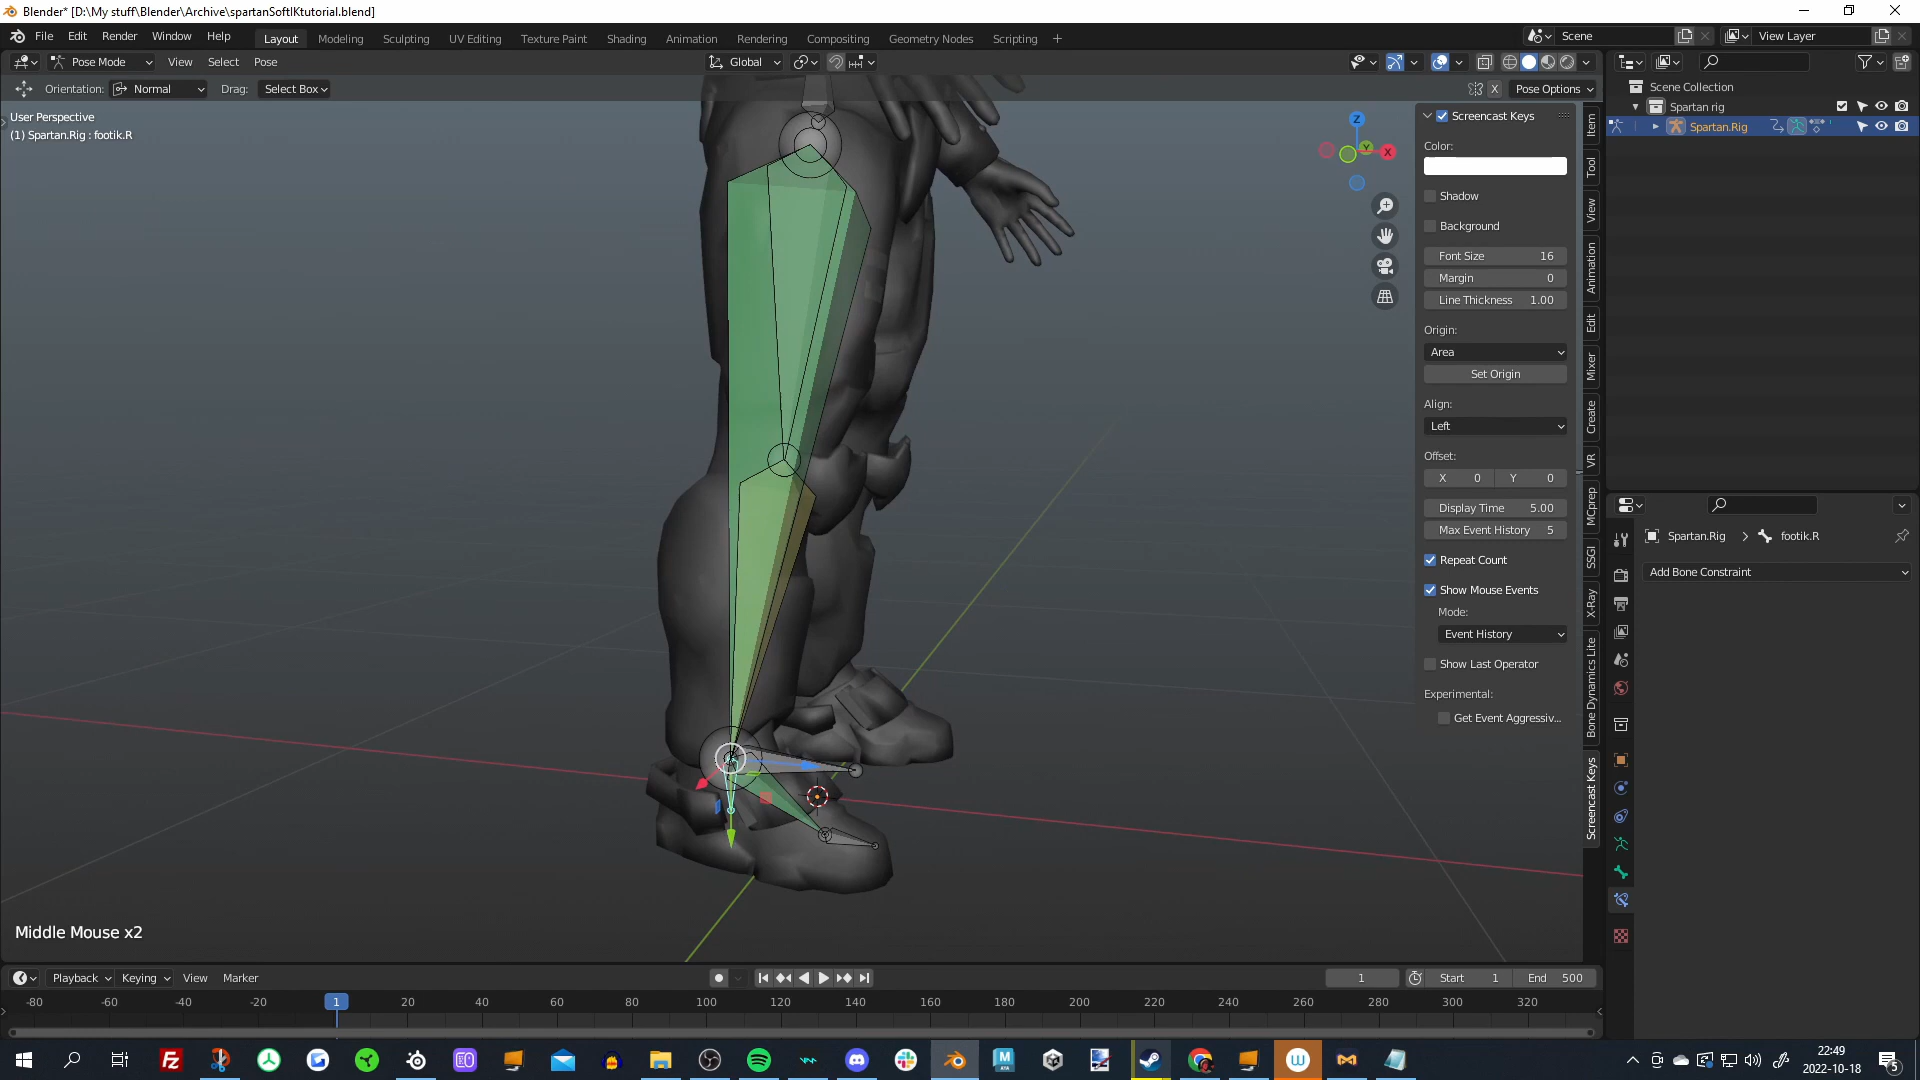 Blender* [D:\My stuff\Blender\Archive\spartanSoftIKtutorial.blend]
File Edit Render Window Help Layout Modeling Sculpting UV Editing Texture Paint Shading Animation Rendering Compositing Geometry Nodes Scripting + Scene View Layer
Pose Mode View Select Pose Global
Orientation: Normal Drag: Select Box X Pose Options
User Perspective
(1) Spartan.Rig : footik.R
Z
Y
X
Screencast Keys
Color:
Shadow
Background
Font Size 16
Margin 0
Line Thickness 1.00
Origin:
Area
Set Origin
Align:
Left
Offset:
X 0 Y 0
Display Time 5.00
Max Event History 5
Repeat Count
Show Mouse Events
Mode:
Event History
Show Last Operator
Experimental:
Get Event Aggressiv...
Item
Tool
View
Animation
Edit
Mixer
Create
VR
MCprep
SSGI
X-Ray
Bone Dynamics Lite
Screencast Keys
Scene Collection
Spartan rig
Spartan.Rig
Spartan.Rig > footik.R
Add Bone Constraint
Middle Mouse x2
Playback Keying View Marker 1 Start 1 End 500
-80 -60 -40 -20 1 20 40 60 80 100 120 140 160 180 200 220 240 260 280 300 320
22:49
2022-10-18
5